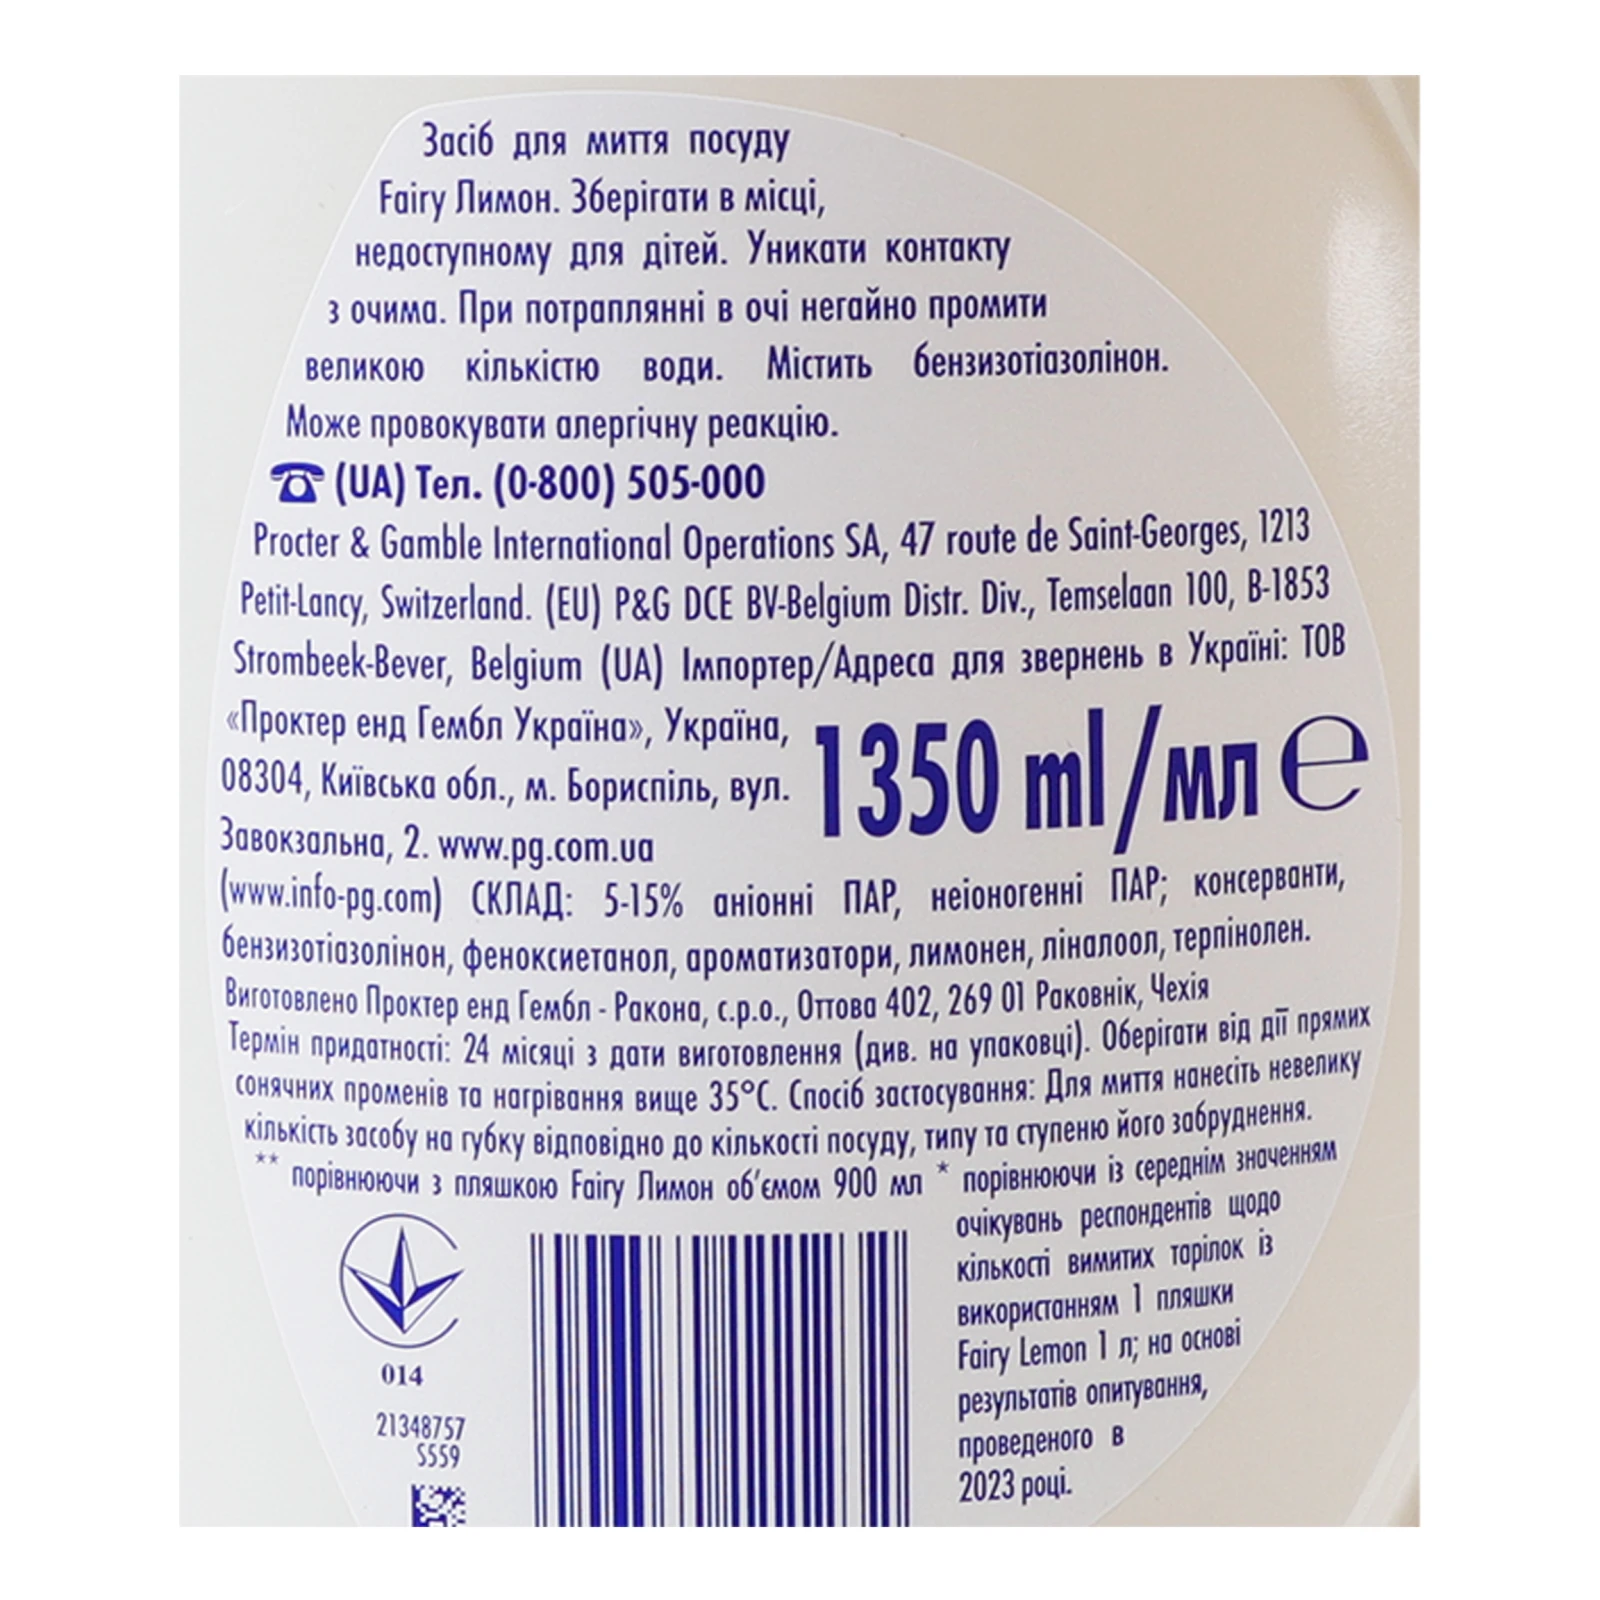 Засіб для миття посуду
Fairy Лимон. Зберігати в місці,
недоступному для дітей. Уникати контакту
з очима. При потраплянні в очі негайно промити
великою кількістю води. Містить бензизотіазолінон.
Може провокувати алергічну реакцію.
(UA) Тел. (0-800) 505-000
Procter & Gamble International Operations SA, 47 route de Saint-Georges, 1213
Petit-Lancy, Switzerland. (EU) P&G DCE BV-Belgium Distr. Div., Temselaan 100, B-1853
Strombeek-Bever, Belgium (UA) Імпортер/Адреса для звернень в Україні: ТОВ
«Проктер енд Гембл Україна», Україна,
08304, Київська обл., м. Бориспіль, вул.
Завокзальна, 2. www.pg.com.ua
1350 ml/мл ℮
(www.info-pg.com) СКЛАД: 5-15% аніонні ПАР, неіоногенні ПАР; консерванти,
бензизотіазолінон, феноксиетанол, ароматизатори, лимонен, ліналоол, терпінолен.
Виготовлено Проктер енд Гембл - Ракона, с.р.о., Оттова 402, 269 01 Раковнік, Чехія
Термін придатності: 24 місяці з дати виготовлення (див. на упаковці). Оберігати від дії прямих
сонячних променів та нагрівання вище 35°C. Спосіб застосування: Для миття нанесіть невелику
кількість засобу на губку відповідно до кількості посуду, типу та ступеню його забруднення.
** порівнюючи з пляшкою Fairy Лимон об'ємом 900 мл * порівнюючи із середнім значенням
очікувань респондентів щодо
кількості вимитих тарілок із
використанням 1 пляшки
Fairy Lemon 1 л; на основі
результатів опитування,
проведеного в
2023 році.
014
21348757
S559